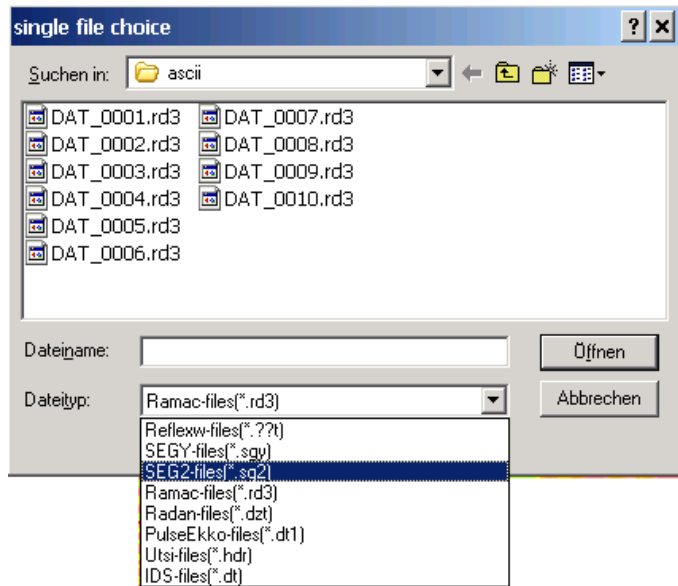 single file choice
Suchen in: ascii
DAT_0001.rd3 DAT_0007.rd3
DAT_0002.rd3 DAT_0008.rd3
DAT_0003.rd3 DAT_0009.rd3
DAT_0004.rd3 DAT_0010.rd3
DAT_0005.rd3
DAT_0006.rd3
Dateiname: Öffnen
Dateityp: Ramac-files(*.rd3) Abbrechen
Reflexw-files(*.??t)
SEGY-files(*.sgy)
SEG2-files(*.sg2)
Ramac-files(*.rd3)
Radan-files(*.dzt)
PulseEkko-files(*.dt1)
Utsi-files(*.hdr)
IDS-files(*.dt)